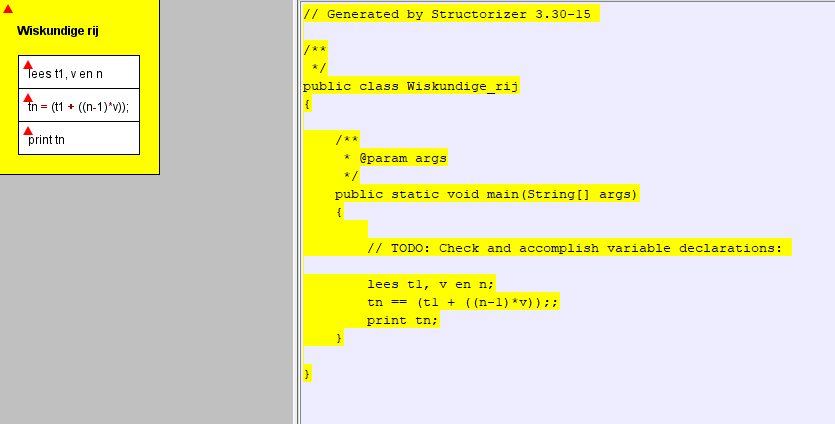 Wiskundige rij
lees t1, v en n
tn = (t1 + ((n-1)*v));
print tn
// Generated by Structorizer 3.30-15
/**
*/
public class Wiskundige_rij
{
/**
* @param args
*/
public static void main(String[] args)
{
// TODO: Check and accomplish variable declarations:
lees t1, v en n;
tn == (t1 + ((n-1)*v));;
print tn;
}
}